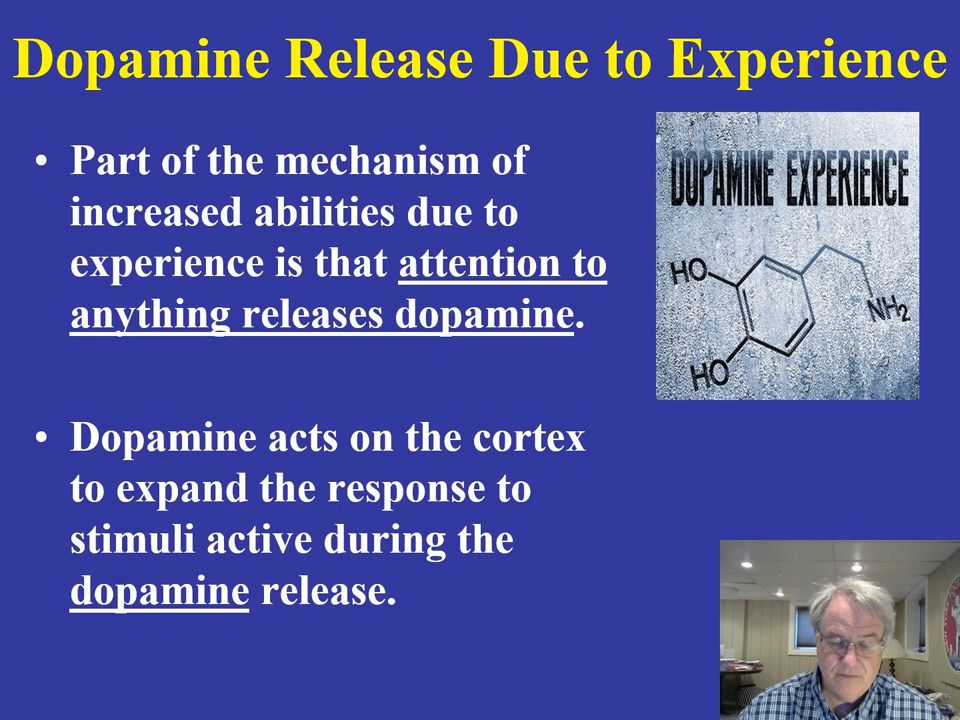 Dopamine Release Due to Experience
• Part of the mechanism of
increased abilities due to
experience is that attention to
anything releases dopamine.
• Dopamine acts on the cortex
to expand the response to
stimuli active during the
dopamine release.
DOPAMINE EXPERIENCE
HO
NH2
HO